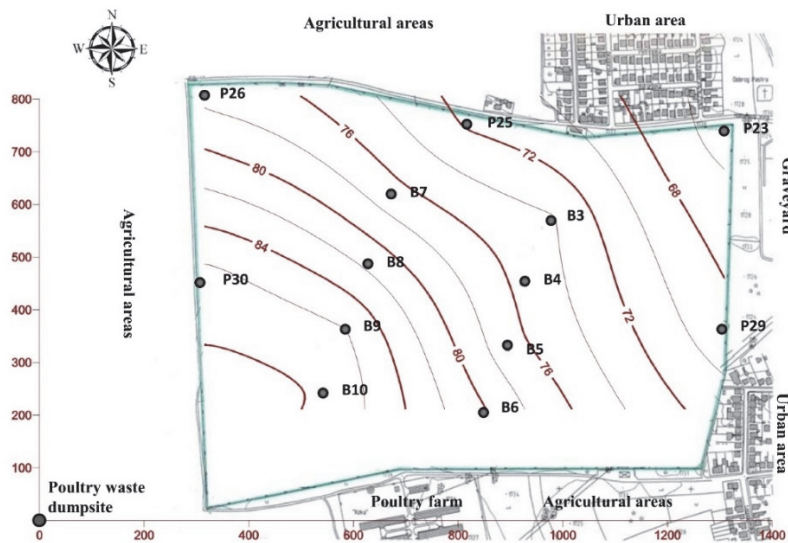 Agricultural areas
Urban area
N
W E
S
800
P26
P25
P23
76
72
700
Graveyard
80
68
B7
600
B3
Agricultural areas
84
B8
500
P30
B4
400
72
B9
P29
B5
300
80
76
B10
B6
200
Urban area
100
Poultry waste
dumpsite
Poultry farm
Agricultural areas
0
0
200
400
600
800
1000
1200
1400